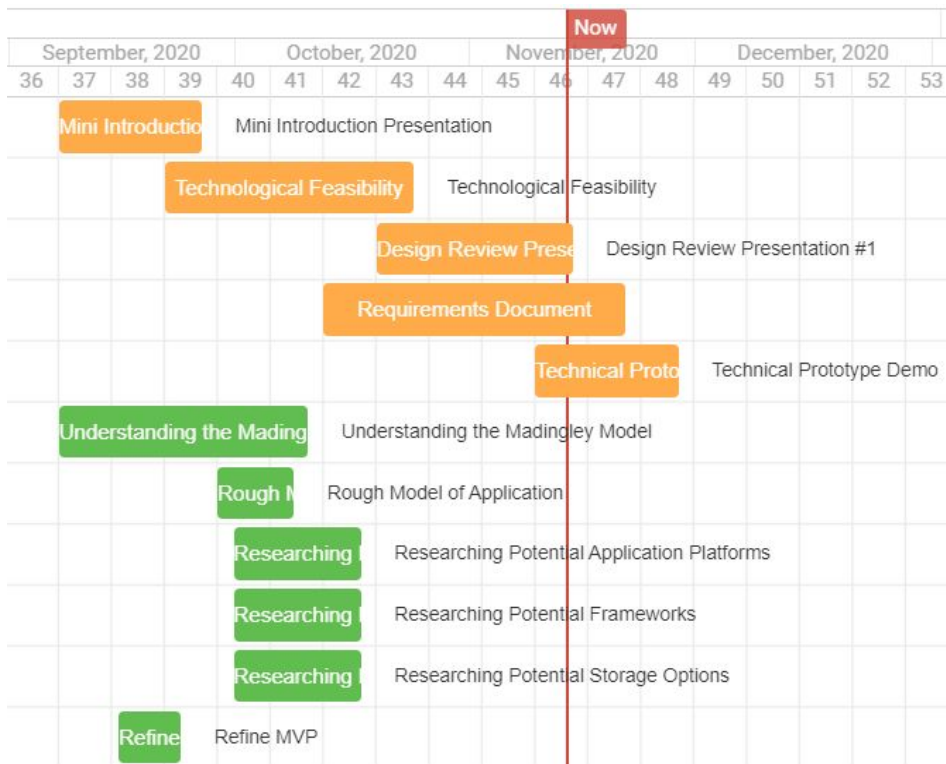 Now
September, 2020 October, 2020 November, 2020 December, 2020
36 37 38 39 40 41 42 43 44 45 46 47 48 49 50 51 52 53
Mini Introductio Mini Introduction Presentation
Technological Feasibility Technological Feasibility
Design Review Prese Design Review Presentation #1
Requirements Document
Technical Proto Technical Prototype Demo
Understanding the Mading Understanding the Madingley Model
Rough M Rough Model of Application
Researching Researching Potential Application Platforms
Researching Researching Potential Frameworks
Researching Researching Potential Storage Options
Refine Refine MVP